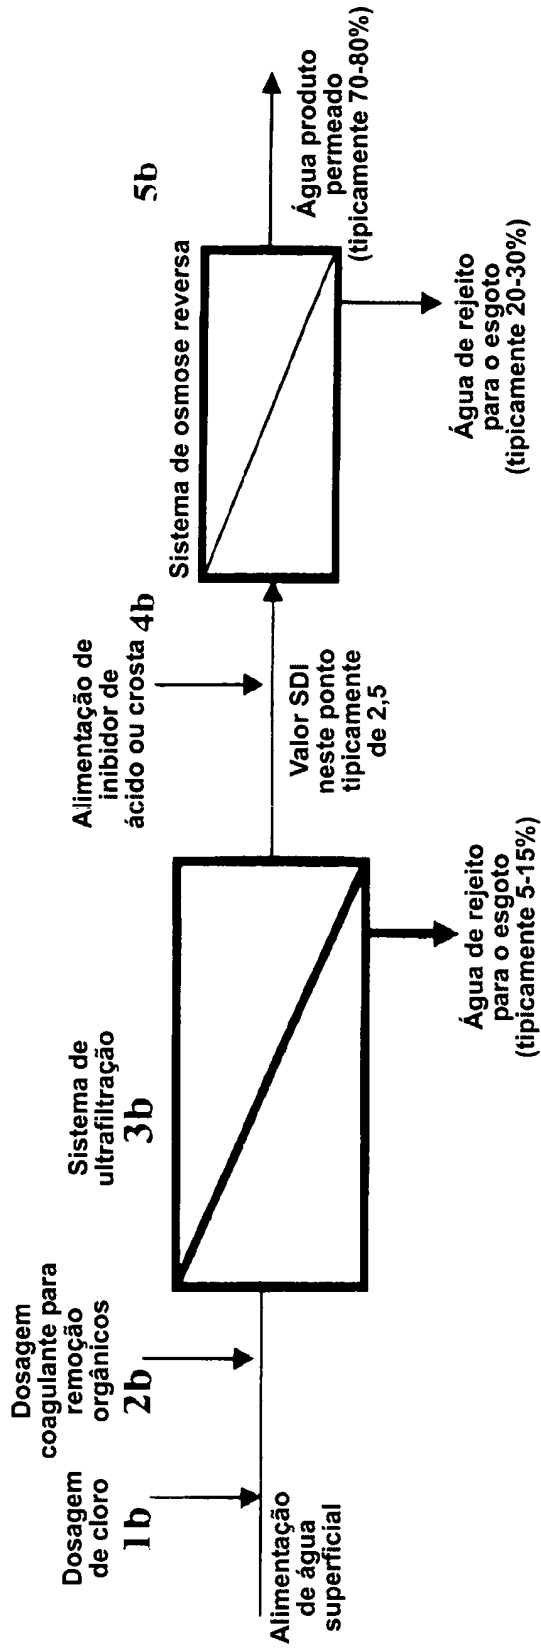 Dosagem
de cloro
1b
Dosagem
coagulante para
remoção
orgânicos
2b
Alimentação
de água
superficial
Sistema de
ultrafiltração
3b
Água de rejeito
para o esgoto
(tipicamente 5-15%)
Alimentação de
inibidor de
ácido ou crosta
4b
Valor SDI
neste ponto
tipicamente
de 2,5
Sistema de osmose reversa
5b
Água produto
permeado
(tipicamente 70-80%)
Água de rejeito
para o esgoto
(tipicamente 20-30%)